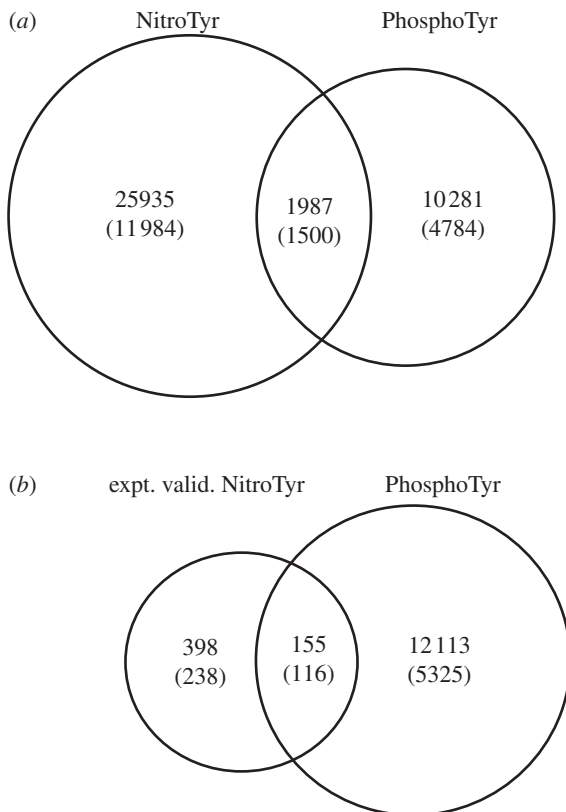 (a) NitroTyr PhosphoTyr
25935 1987 10281
(11984) (1500) (4784)
(b) expt. valid. NitroTyr PhosphoTyr
398 155 12113
(238) (116) (5325)